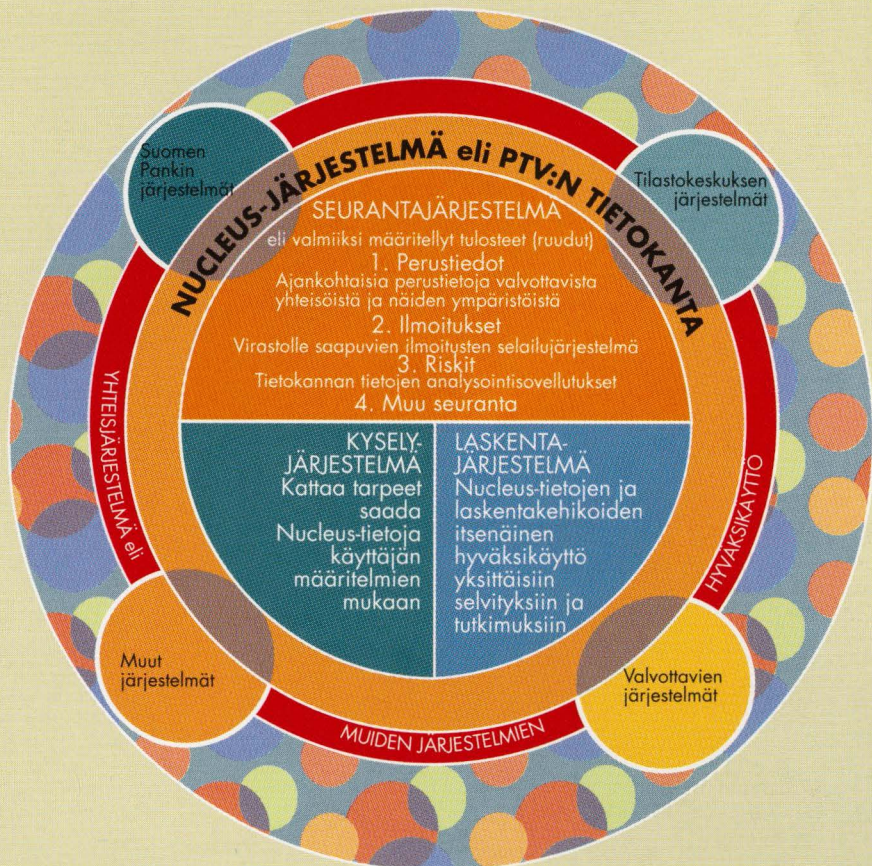 NUCLEUS-JÄRJESTELMÄ eli PTV:N TIETOKANTA
Suomen
Pankin
järjestelmät
Tilastokeskuksen
järjestelmät
SEURANTAJÄRJESTELMÄ
eli valmiiksi määritellyt tulosteet (ruudut)
1. Perustiedot
Ajankohtaisia perustietoja valvottavista
yhteisöistä ja näiden ympäristöistä
2. Ilmoitukset
Virastolle saapuvien ilmoitusten selailujärjestelmä
3. Riskit
Tietokannan tietojen analysointisovellutukset
4. Muu seuranta
KYSELY-
JÄRJESTELMÄ
Kattaa tarpeet
saada
Nucleus-tietoja
käyttäjän
määritelmien
mukaan
LASKENTA-
JÄRJESTELMÄ
Nucleus-tietojen ja
laskentakehikoiden
itsenäinen
hyväksikäyttö
yksittäisiin
selvityksiin ja
tutkimuksiin
YHTEISJÄRJESTELMÄ eli
MUIDEN JÄRJESTELMIEN
HYVÄKSIKÄYTTÖ
Muut
järjestelmät
Valvottavien
järjestelmät